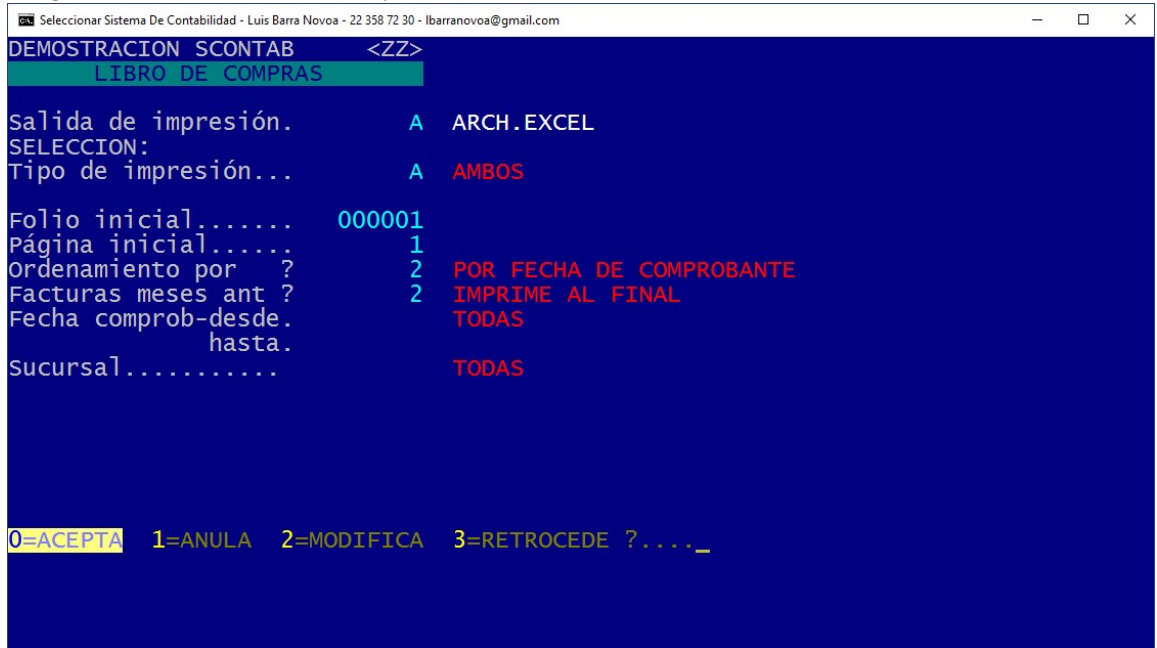 Seleccionar Sistema De Contabilidad - Luis Barra Novoa - 22 358 72 30 - lbarranovoa@gmail.com
DEMOSTRACION SCONTAB <ZZ>
LIBRO DE COMPRAS
Salida de impresión. A ARCH.EXCEL
SELECCION:
Tipo de impresión... A AMBOS
Folio inicial....... 000001
Página inicial...... 1
Ordenamiento por ? 2 POR FECHA DE COMPROBANTE
Facturas meses ant ? 2 IMPRIME AL FINAL
Fecha comprob-desde. TODAS
hasta.
Sucursal........... TODAS
0=ACEPTA 1=ANULA 2=MODIFICA 3=RETROCEDE ?...._